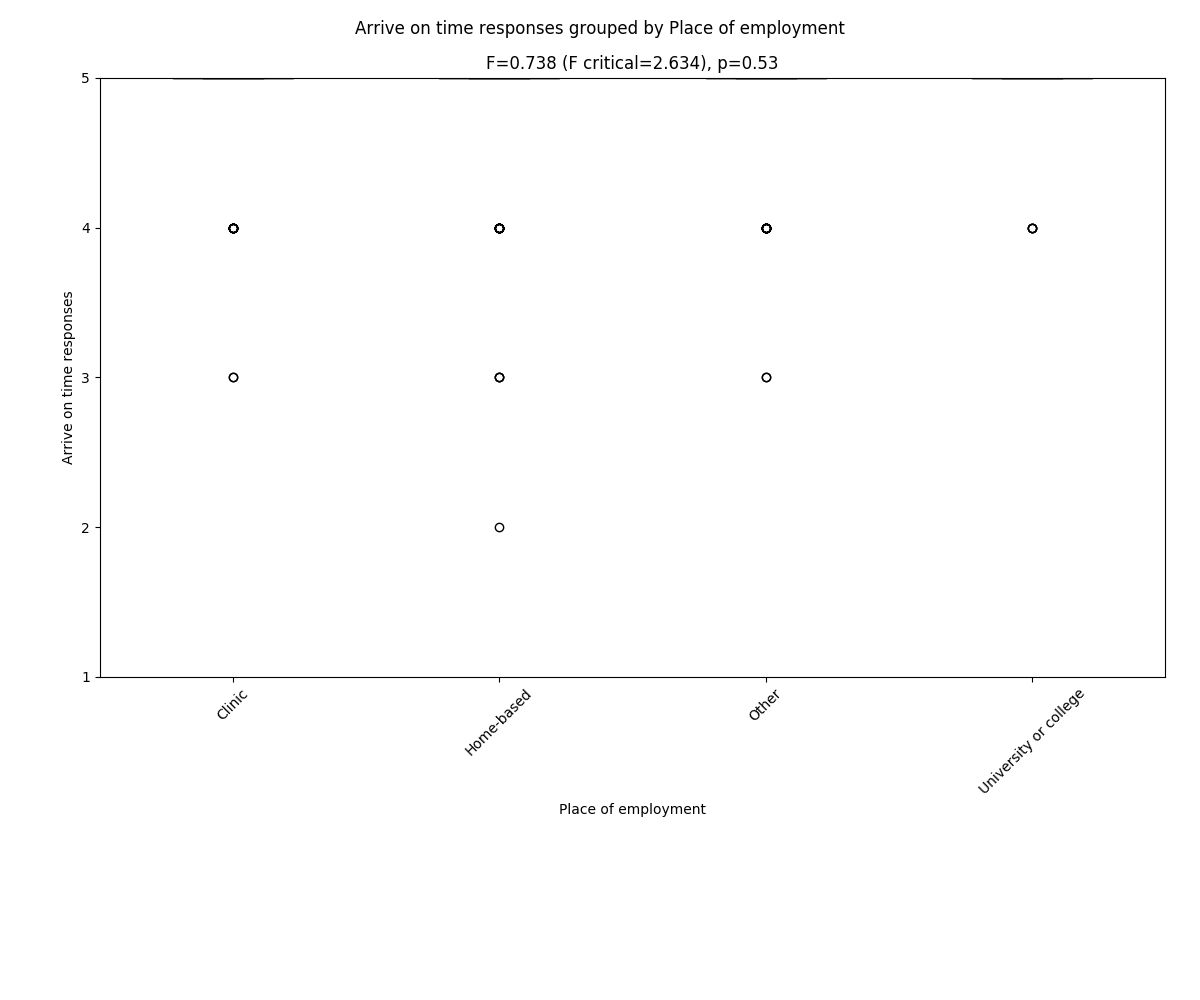 Arrive on time responses grouped by Place of employment
F=0.738 (F critical=2.634), p=0.53
5
4
3
2
1
Arrive on time responses
Clinic
Home-based
Other
University or college
Place of employment